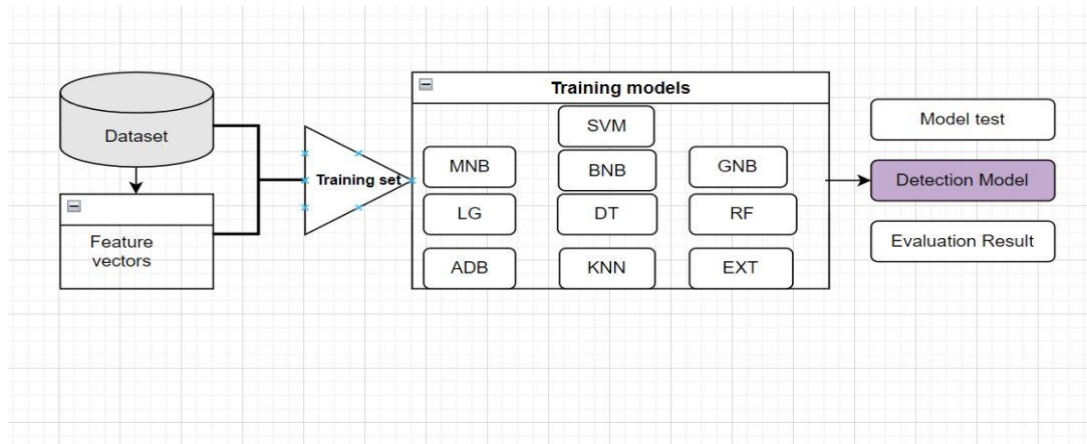 Dataset
Feature
vectors
Training set
Training models
SVM
MNB
BNB
GNB
LG
DT
RF
ADB
KNN
EXT
Model test
Detection Model
Evaluation Result